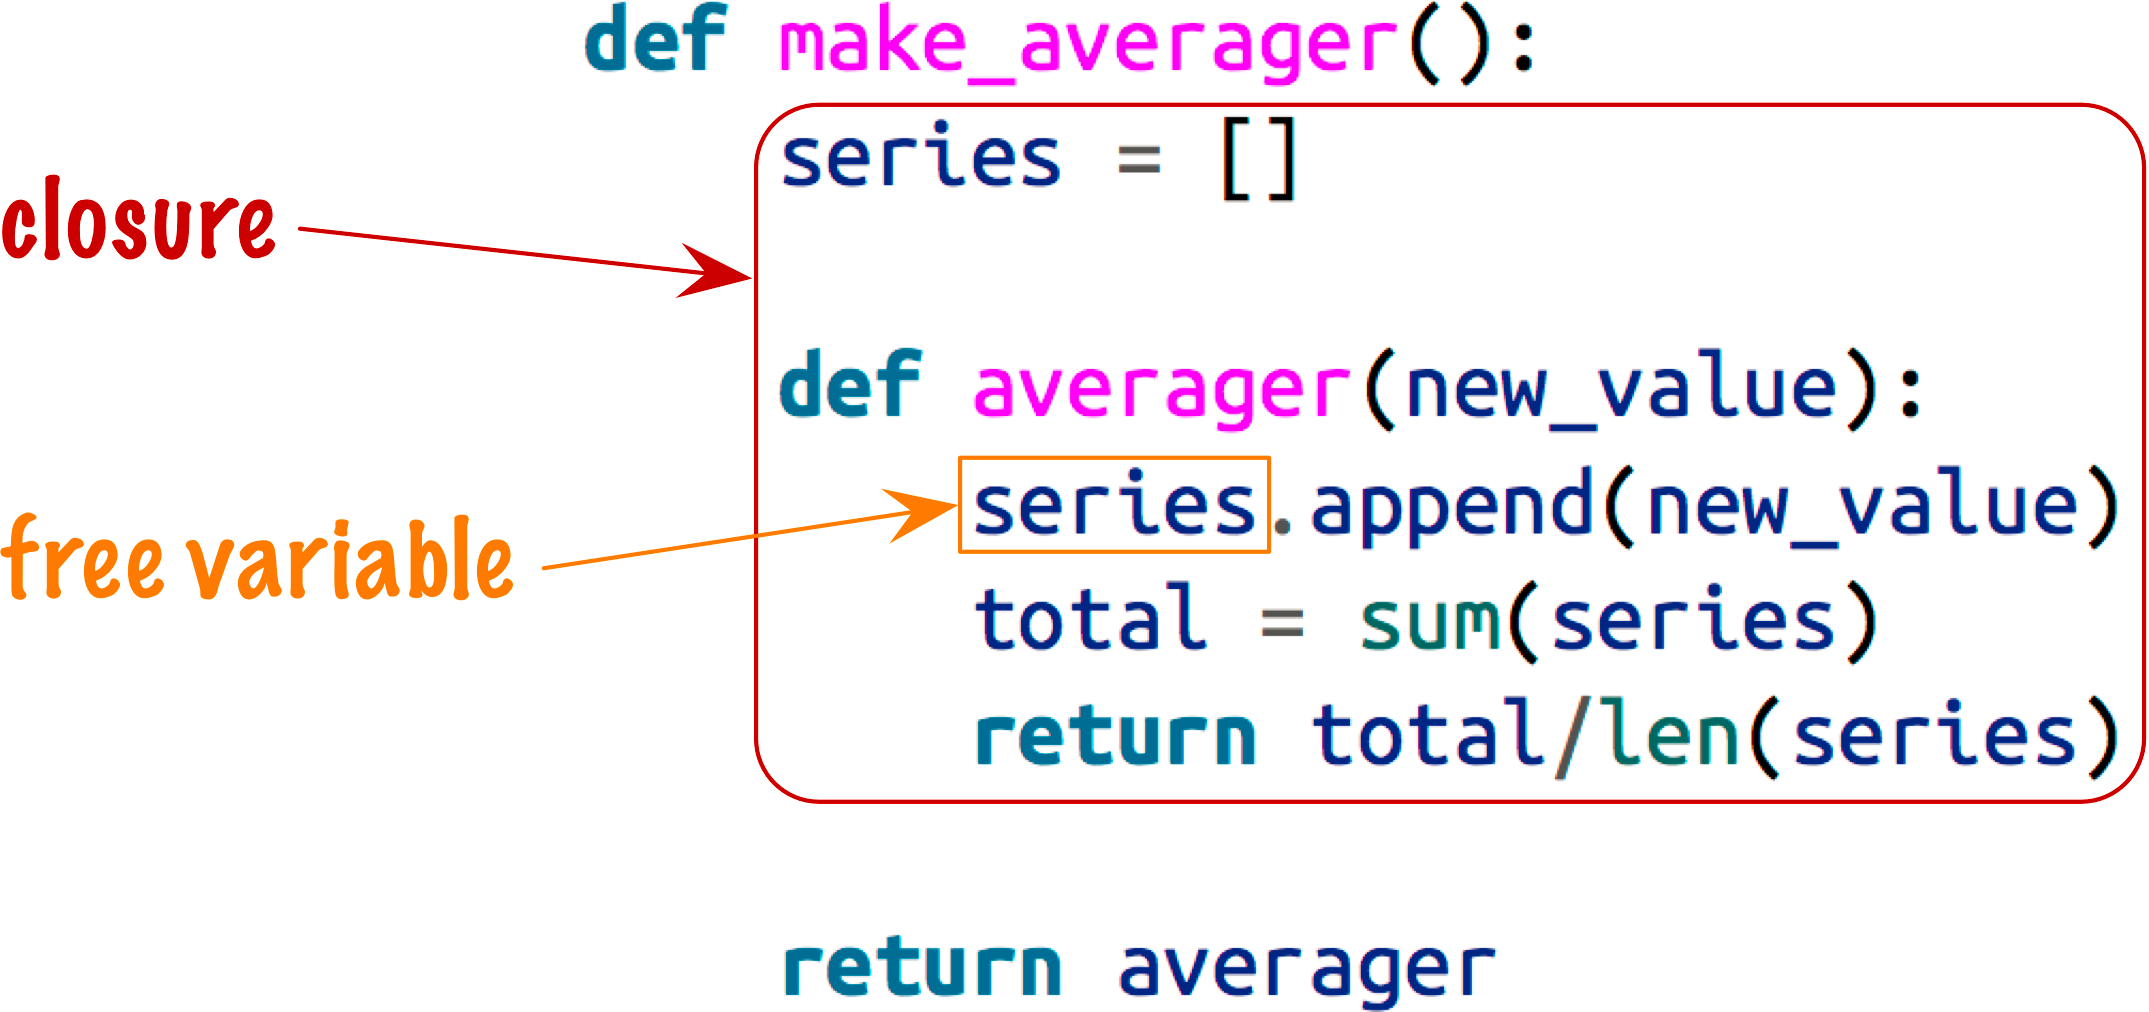 def make_averager():
series = []
closure
def averager(new_value):
series.append(new_value)
free variable
total = sum(series)
return total/len(series)
return averager